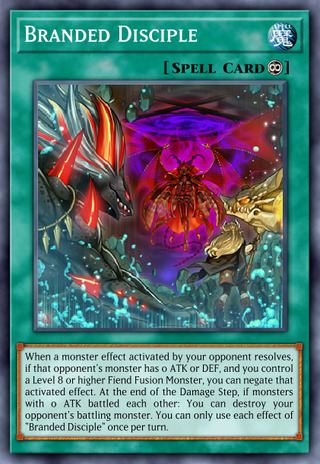 Branded Disciple
魔
[Spell Card]
When a monster effect activated by your opponent resolves,
if that opponent's monster has 0 ATK or DEF, and you control
a Level 8 or higher Fiend Fusion Monster, you can negate that
activated effect. At the end of the Damage Step, if monsters
with 0 ATK battled each other: You can destroy your
opponent's battling monster. You can only use each effect of
"Branded Disciple" once per turn.